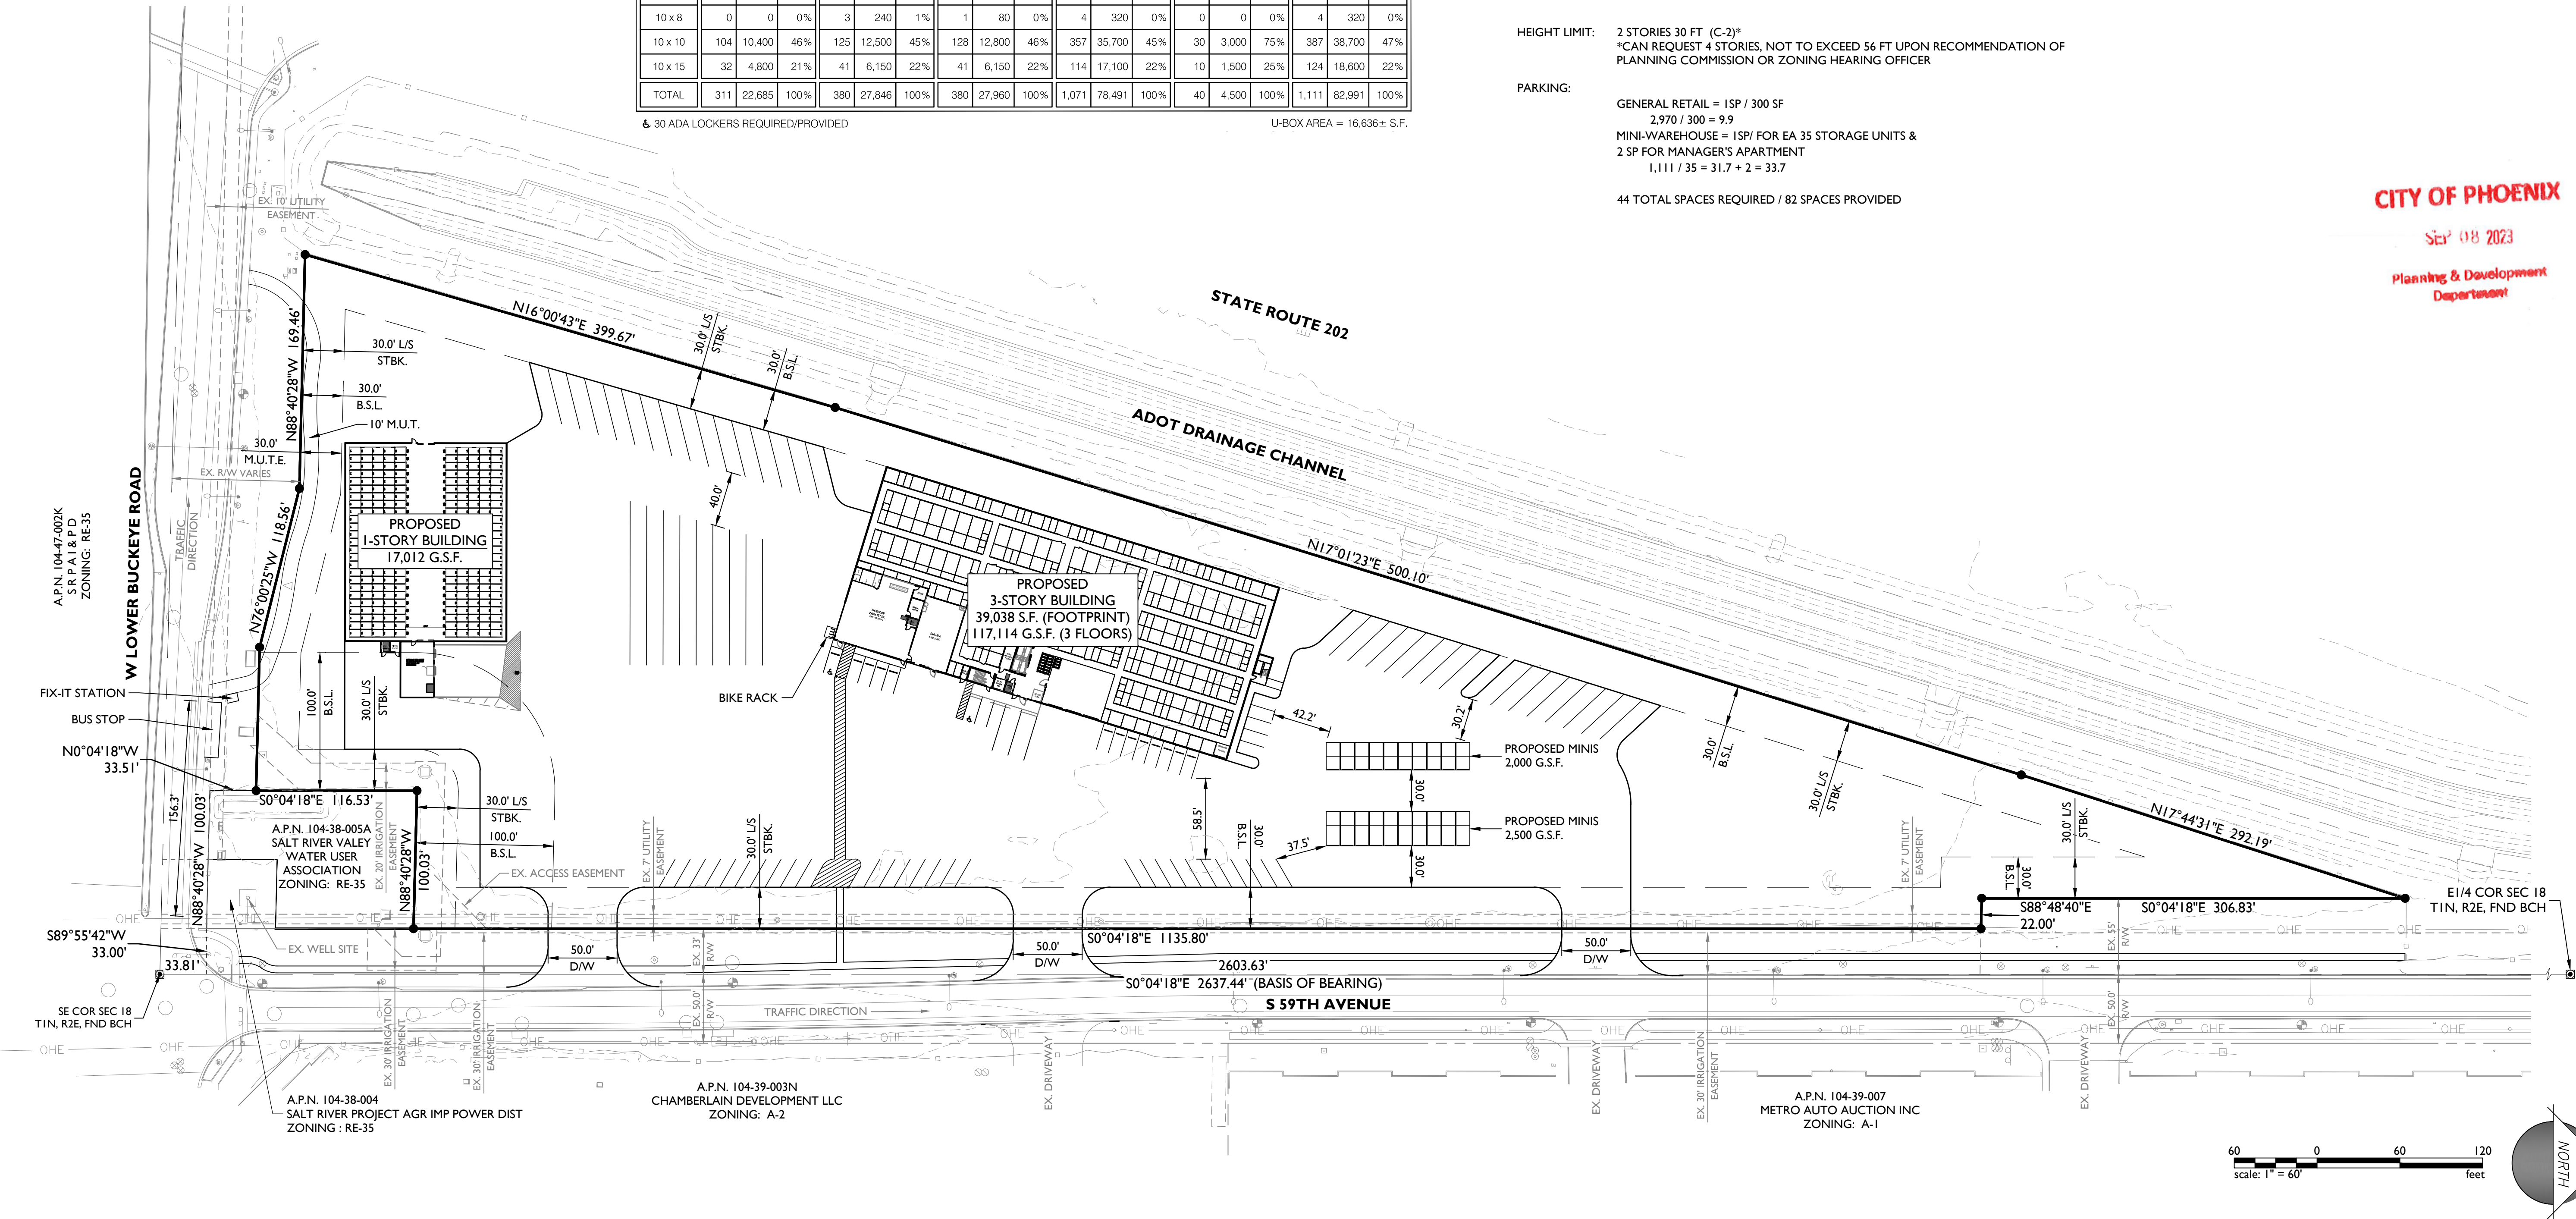 10 x 8 0 0 0% 3 240 1% 1 80 0% 4 320 0% 0 0 0% 4 320 0%
10 x 10 104 10,400 46% 125 12,500 45% 128 12,800 46% 357 35,700 45% 30 3,000 75% 387 38,700 47%
10 x 15 32 4,800 21% 41 6,150 22% 41 6,150 22% 114 17,100 22% 10 1,500 25% 124 18,600 22%
TOTAL 311 22,685 100% 380 27,846 100% 380 27,960 100% 1,071 78,491 100% 40 4,500 100% 1,111 82,991 100%
30 ADA LOCKERS REQUIRED/PROVIDED
U-BOX AREA = 16,636± S.F.
HEIGHT LIMIT: 2 STORIES 30 FT (C-2)*
*CAN REQUEST 4 STORIES, NOT TO EXCEED 56 FT UPON RECOMMENDATION OF
PLANNING COMMISSION OR ZONING HEARING OFFICER
PARKING:
GENERAL RETAIL = 1SP / 300 SF
2,970 / 300 = 9.9
MINI-WAREHOUSE = 1SP/ FOR EA 35 STORAGE UNITS &
2 SP FOR MANAGER'S APARTMENT
1,111 / 35 = 31.7 + 2 = 33.7
44 TOTAL SPACES REQUIRED / 82 SPACES PROVIDED
CITY OF PHOENIX
SEP 08 2023
Planning & Development
Department
EX. 10' UTILITY
EASEMENT
STATE ROUTE 202
ADOT DRAINAGE CHANNEL
N16°00'43"E 399.67'
30.0' L/S
STBK.
30.0'
B.S.L.
N88°40'28"W 169.46'
30.0' L/S
STBK.
30.0'
B.S.L.
10' M.U.T.
30.0'
M.U.T.E.
EX. R/W VARIES
TRAFFIC
DIRECTION
A.P.N. 104-47-002K
S R P A I & P D
ZONING: RE-35
W LOWER BUCKEYE ROAD
N76°00'25"W 118.56'
PROPOSED
1-STORY BUILDING
17,012 G.S.F.
40.0'
PROPOSED
3-STORY BUILDING
39,038 S.F. (FOOTPRINT)
117,114 G.S.F. (3 FLOORS)
N17°01'23"E 500.10'
BIKE RACK
FIX-IT STATION
BUS STOP
N0°04'18"W
33.51'
100.0'
B.S.L.
30.0' L/S
STBK.
42.2'
30.2'
PROPOSED MINIS
2,000 G.S.F.
30.0'
PROPOSED MINIS
2,500 G.S.F.
30.0'
30.0'
B.S.L.
30.0' L/S
STBK.
N17°44'31"E 292.19'
156.3'
N88°40'28"W 100.03'
S0°04'18"E 116.53'
A.P.N. 104-38-005A
SALT RIVER VALEY
WATER USER
ASSOCIATION
ZONING: RE-35
EX. 20' IRRIGATION
EASEMENT
N88°40'28"W
100.03'
30.0' L/S
STBK.
100.0'
B.S.L.
EX. ACCESS EASEMENT
EX. 7' UTILITY
EASEMENT
30.0' L/S
STBK.
58.5'
30.0'
B.S.L.
37.5'
EX. 7' UTILITY
EASEMENT
30.0'
B.S.L.
30.0' L/S
STBK.
S88°48'40"E
22.00'
S0°04'18"E 306.83'
E1/4 COR SEC 18
T1N, R2E, FND BCH
OHE OHE OHE OHE OHE OHE OHE OHE OHE
S89°55'42"W
33.00'
33.81'
EX. WELL SITE
50.0'
D/W
EX. 33'
R/W
50.0'
D/W
S0°04'18"E 1135.80'
50.0'
D/W
EX. 55'
R/W
2603.63'
S0°04'18"E 2637.44' (BASIS OF BEARING)
S 59TH AVENUE
TRAFFIC DIRECTION
SE COR SEC 18
T1N, R2E, FND BCH
EX. 50.0'
R/W
EX. 50.0'
R/W
OHE OHE OHE OHE OHE OHE OHE OHE OHE
EX. 30' IRRIGATION
EASEMENT
EX. 30' IRRIGATION
EASEMENT
EX. DRIVEWAY
EX. DRIVEWAY
EX. 30' IRRIGATION
EASEMENT
EX. DRIVEWAY
A.P.N. 104-38-004
SALT RIVER PROJECT AGR IMP POWER DIST
ZONING : RE-35
A.P.N. 104-39-003N
CHAMBERLAIN DEVELOPMENT LLC
ZONING: A-2
A.P.N. 104-39-007
METRO AUTO AUCTION INC
ZONING: A-1
60 0 60 120
scale: 1" = 60' feet
NORTH